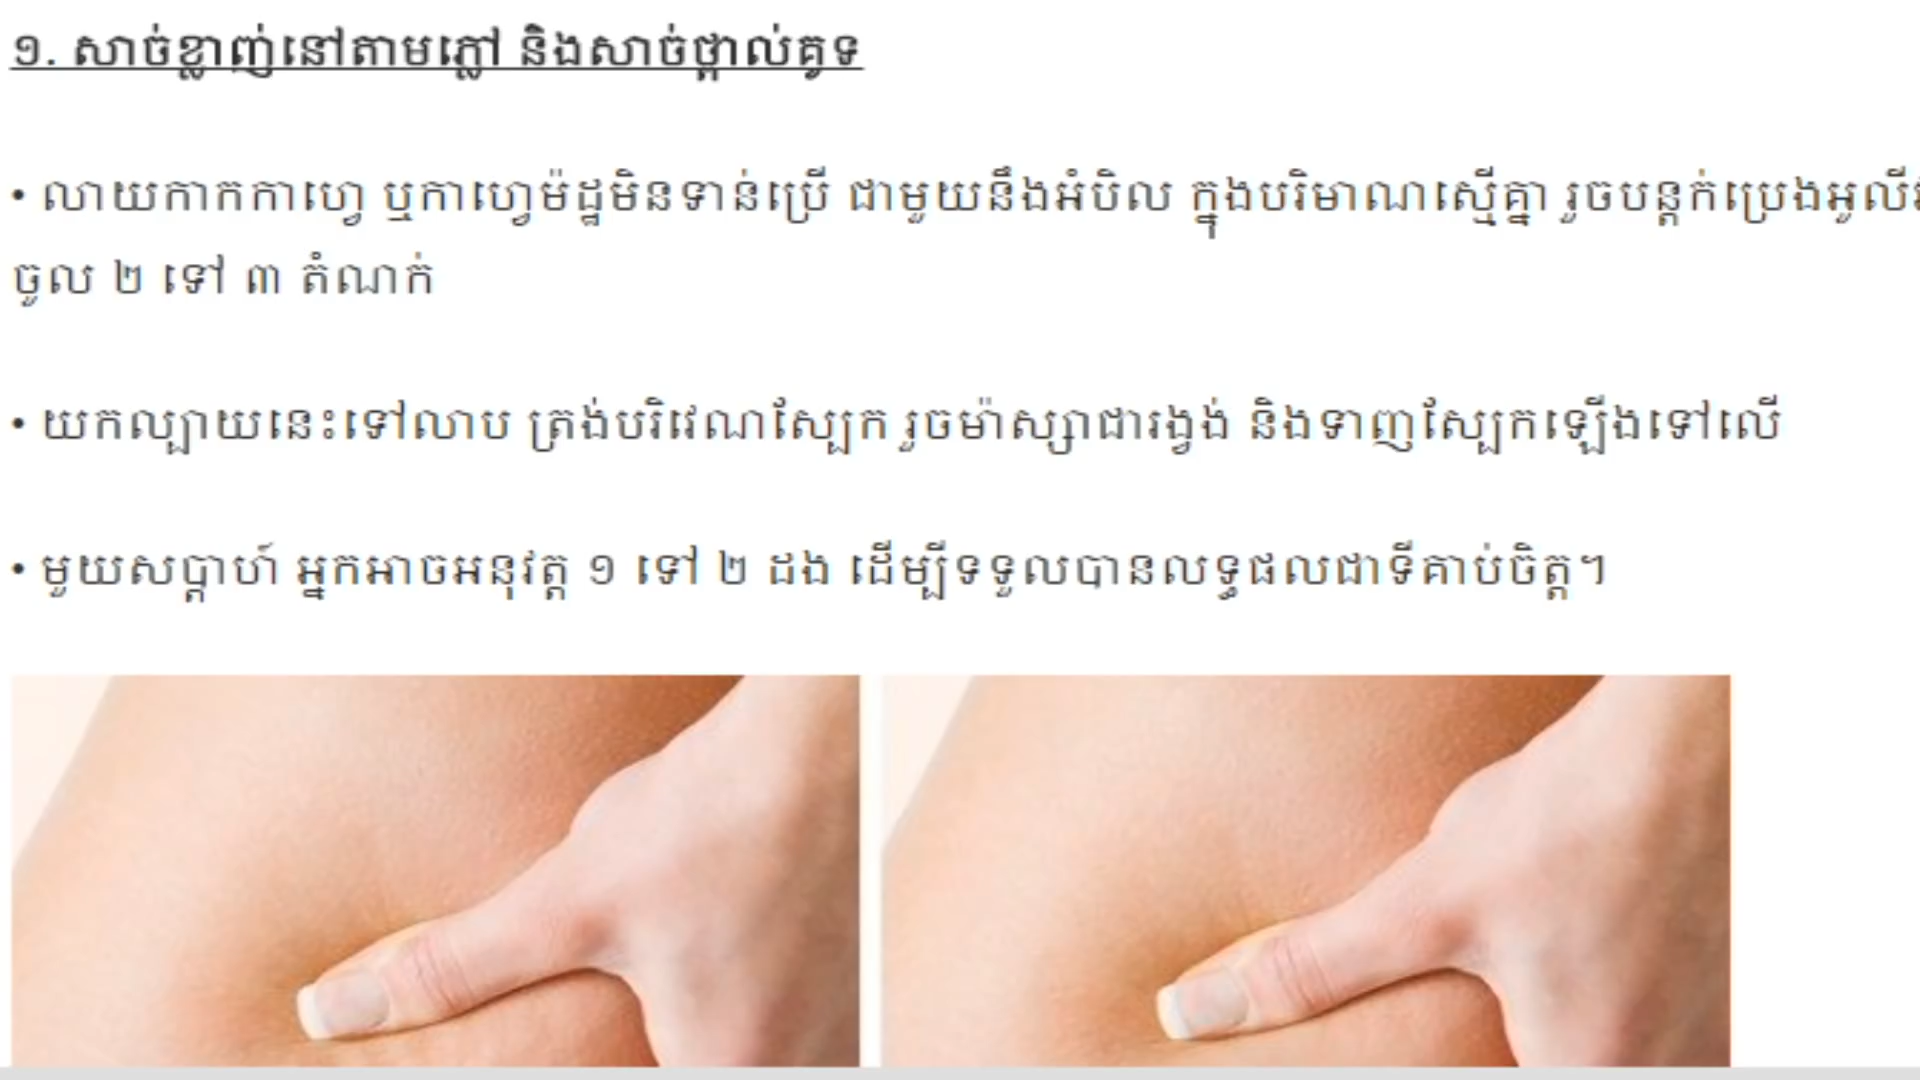 ១. សាច់ខ្លាញ់នៅតាមភ្លៅ និងសាច់ថ្ពាល់គូទ
• លាយកាកកាហ្វេ ឬកាហ្វេម៉ដ្ឋមិនទាន់ប្រើ ជាមួយនឹងអំបិល ក្នុងបរិមាណស្មើគ្នា រួចបន្តក់ប្រេងអូលីវ
ចូល ២ ទៅ ៣ តំណក់
• យកល្បាយនេះទៅលាប ត្រង់បរិវេណស្បែក រួចម៉ាស្សាជារង្វង់ និងទាញស្បែកឡើងទៅលើ
• មួយសប្ដាហ៍ អ្នកអាចអនុវត្ត ១ ទៅ ២ ដង ដើម្បីទទួលបានលទ្ធផលជាទីគាប់ចិត្ត។